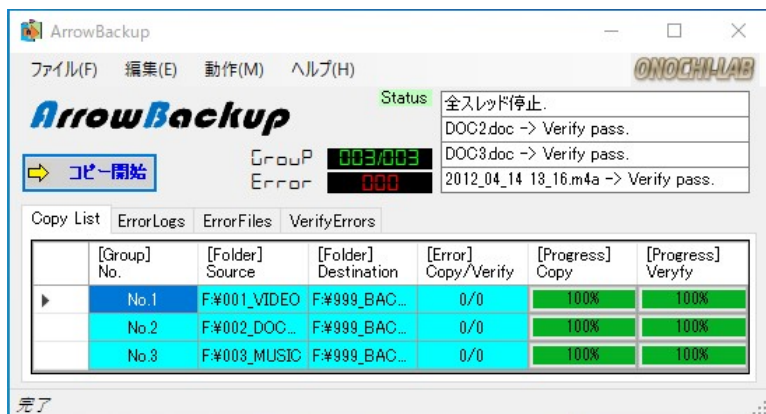 ArrowBackup
ファイル(F) 編集(E) 動作(M) ヘルプ(H) ONOCHI-LAB
ArrowBackup
Status
全スレッド停止.
DOC2.doc -> Verify pass.
DOC3.doc -> Verify pass.
2012_04_14 13_16.m4a -> Verify pass.
コピー開始
GrouP 003/003
Error 000
Copy List ErrorLogs ErrorFiles VerifyErrors
[Group] [Folder] [Folder] [Error] [Progress] [Progress]
No. Source Destination Copy/Verify Copy Veryfy
No.1 F:¥001_VIDEO F:¥999_BAC... 0/0 100% 100%
No.2 F:¥002_DOC... F:¥999_BAC... 0/0 100% 100%
No.3 F:¥003_MUSIC F:¥999_BAC... 0/0 100% 100%
完了